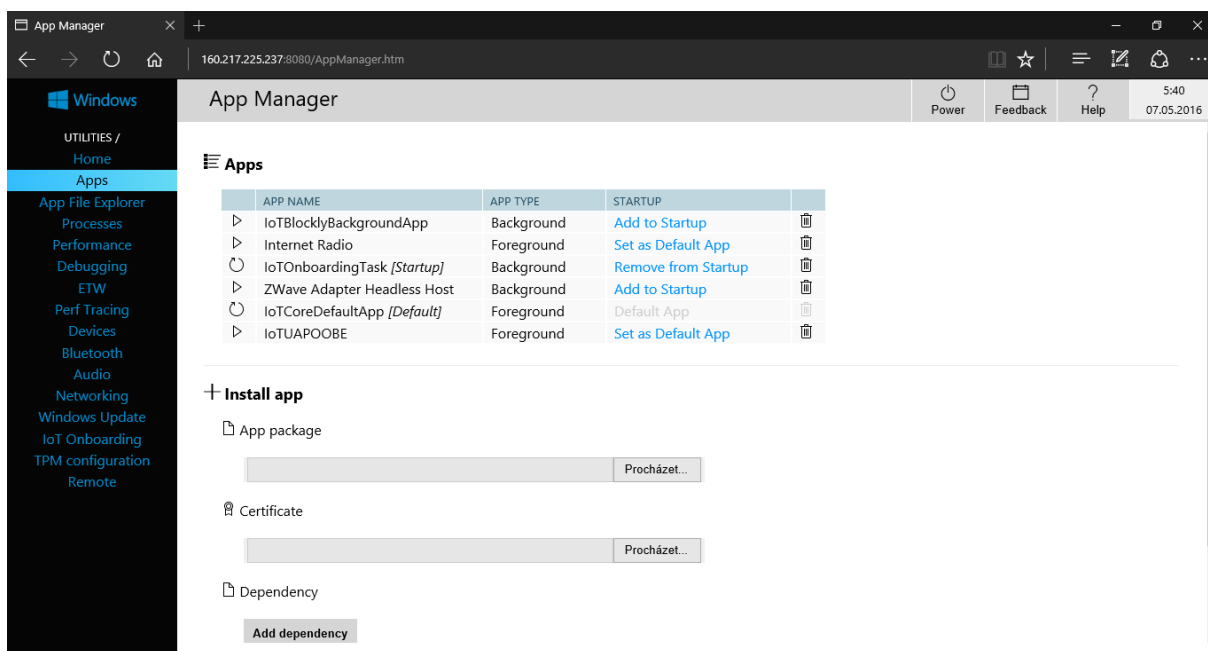 App Manager
160.217.225.237:8080/AppManager.htm
Windows
App Manager
Power
Feedback
Help
5:40
07.05.2016
UTILITIES /
Home
Apps
App File Explorer
Processes
Performance
Debugging
ETW
Perf Tracing
Devices
Bluetooth
Audio
Networking
Windows Update
IoT Onboarding
TPM configuration
Remote
Apps
APP NAME APP TYPE STARTUP
IoTBlocklyBackgroundApp Background Add to Startup
Internet Radio Foreground Set as Default App
IoTOnboardingTask [Startup] Background Remove from Startup
ZWave Adapter Headless Host Background Add to Startup
IoTCoreDefaultApp [Default] Foreground Default App
IoTUAPOOBE Foreground Set as Default App
Install app
App package
Procházet...
Certificate
Procházet...
Dependency
Add dependency